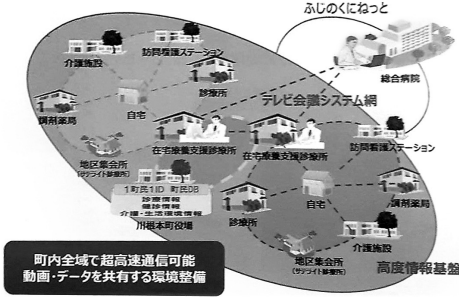 ふじのくにねっと
訪問看護ステーション
介護施設
総合病院
診療所
テレビ会議システム網
調剤薬局
自宅
訪問看護ステーション
在宅療養支援診療所
在宅療養支援診療所
地区集会所
(サテライト診療所)
1町民1ID 町民DB
診療情報
健診情報
介護・生活環境情報
川根本町役場
自宅
調剤薬局
診療所
介護施設
地区集会所
(サテライト診療所)
高度情報基盤
町内全域で超高速通信可能
動画・データを共有する環境整備